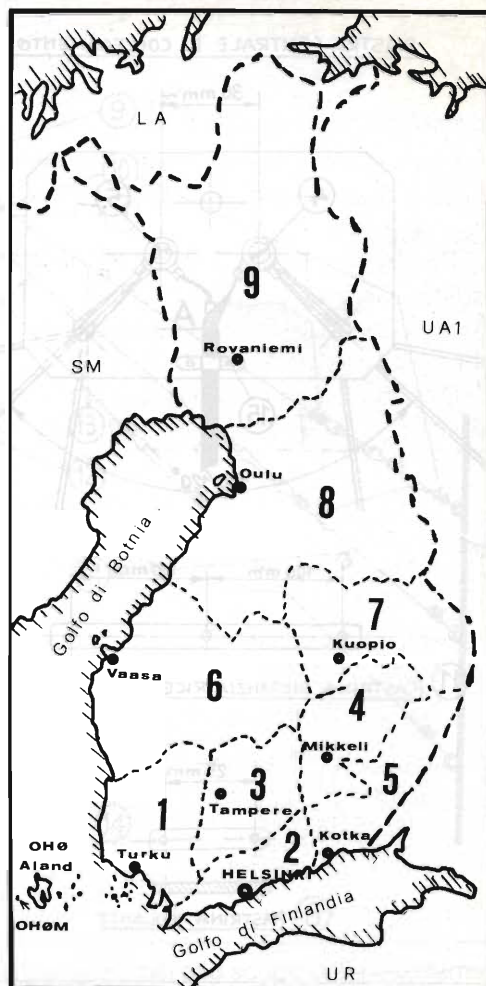 LA
9
Rovaniemi
UA1
SM
Oulu
8
Golfo di Botnia
7
Kuopio
Vaasa
6
4
Mikkeli
5
3
1
Tampere
2
Kotka
OHØ
Aland
Turku
HELSINKI
OHØM
Golfo di Finlandia
UR